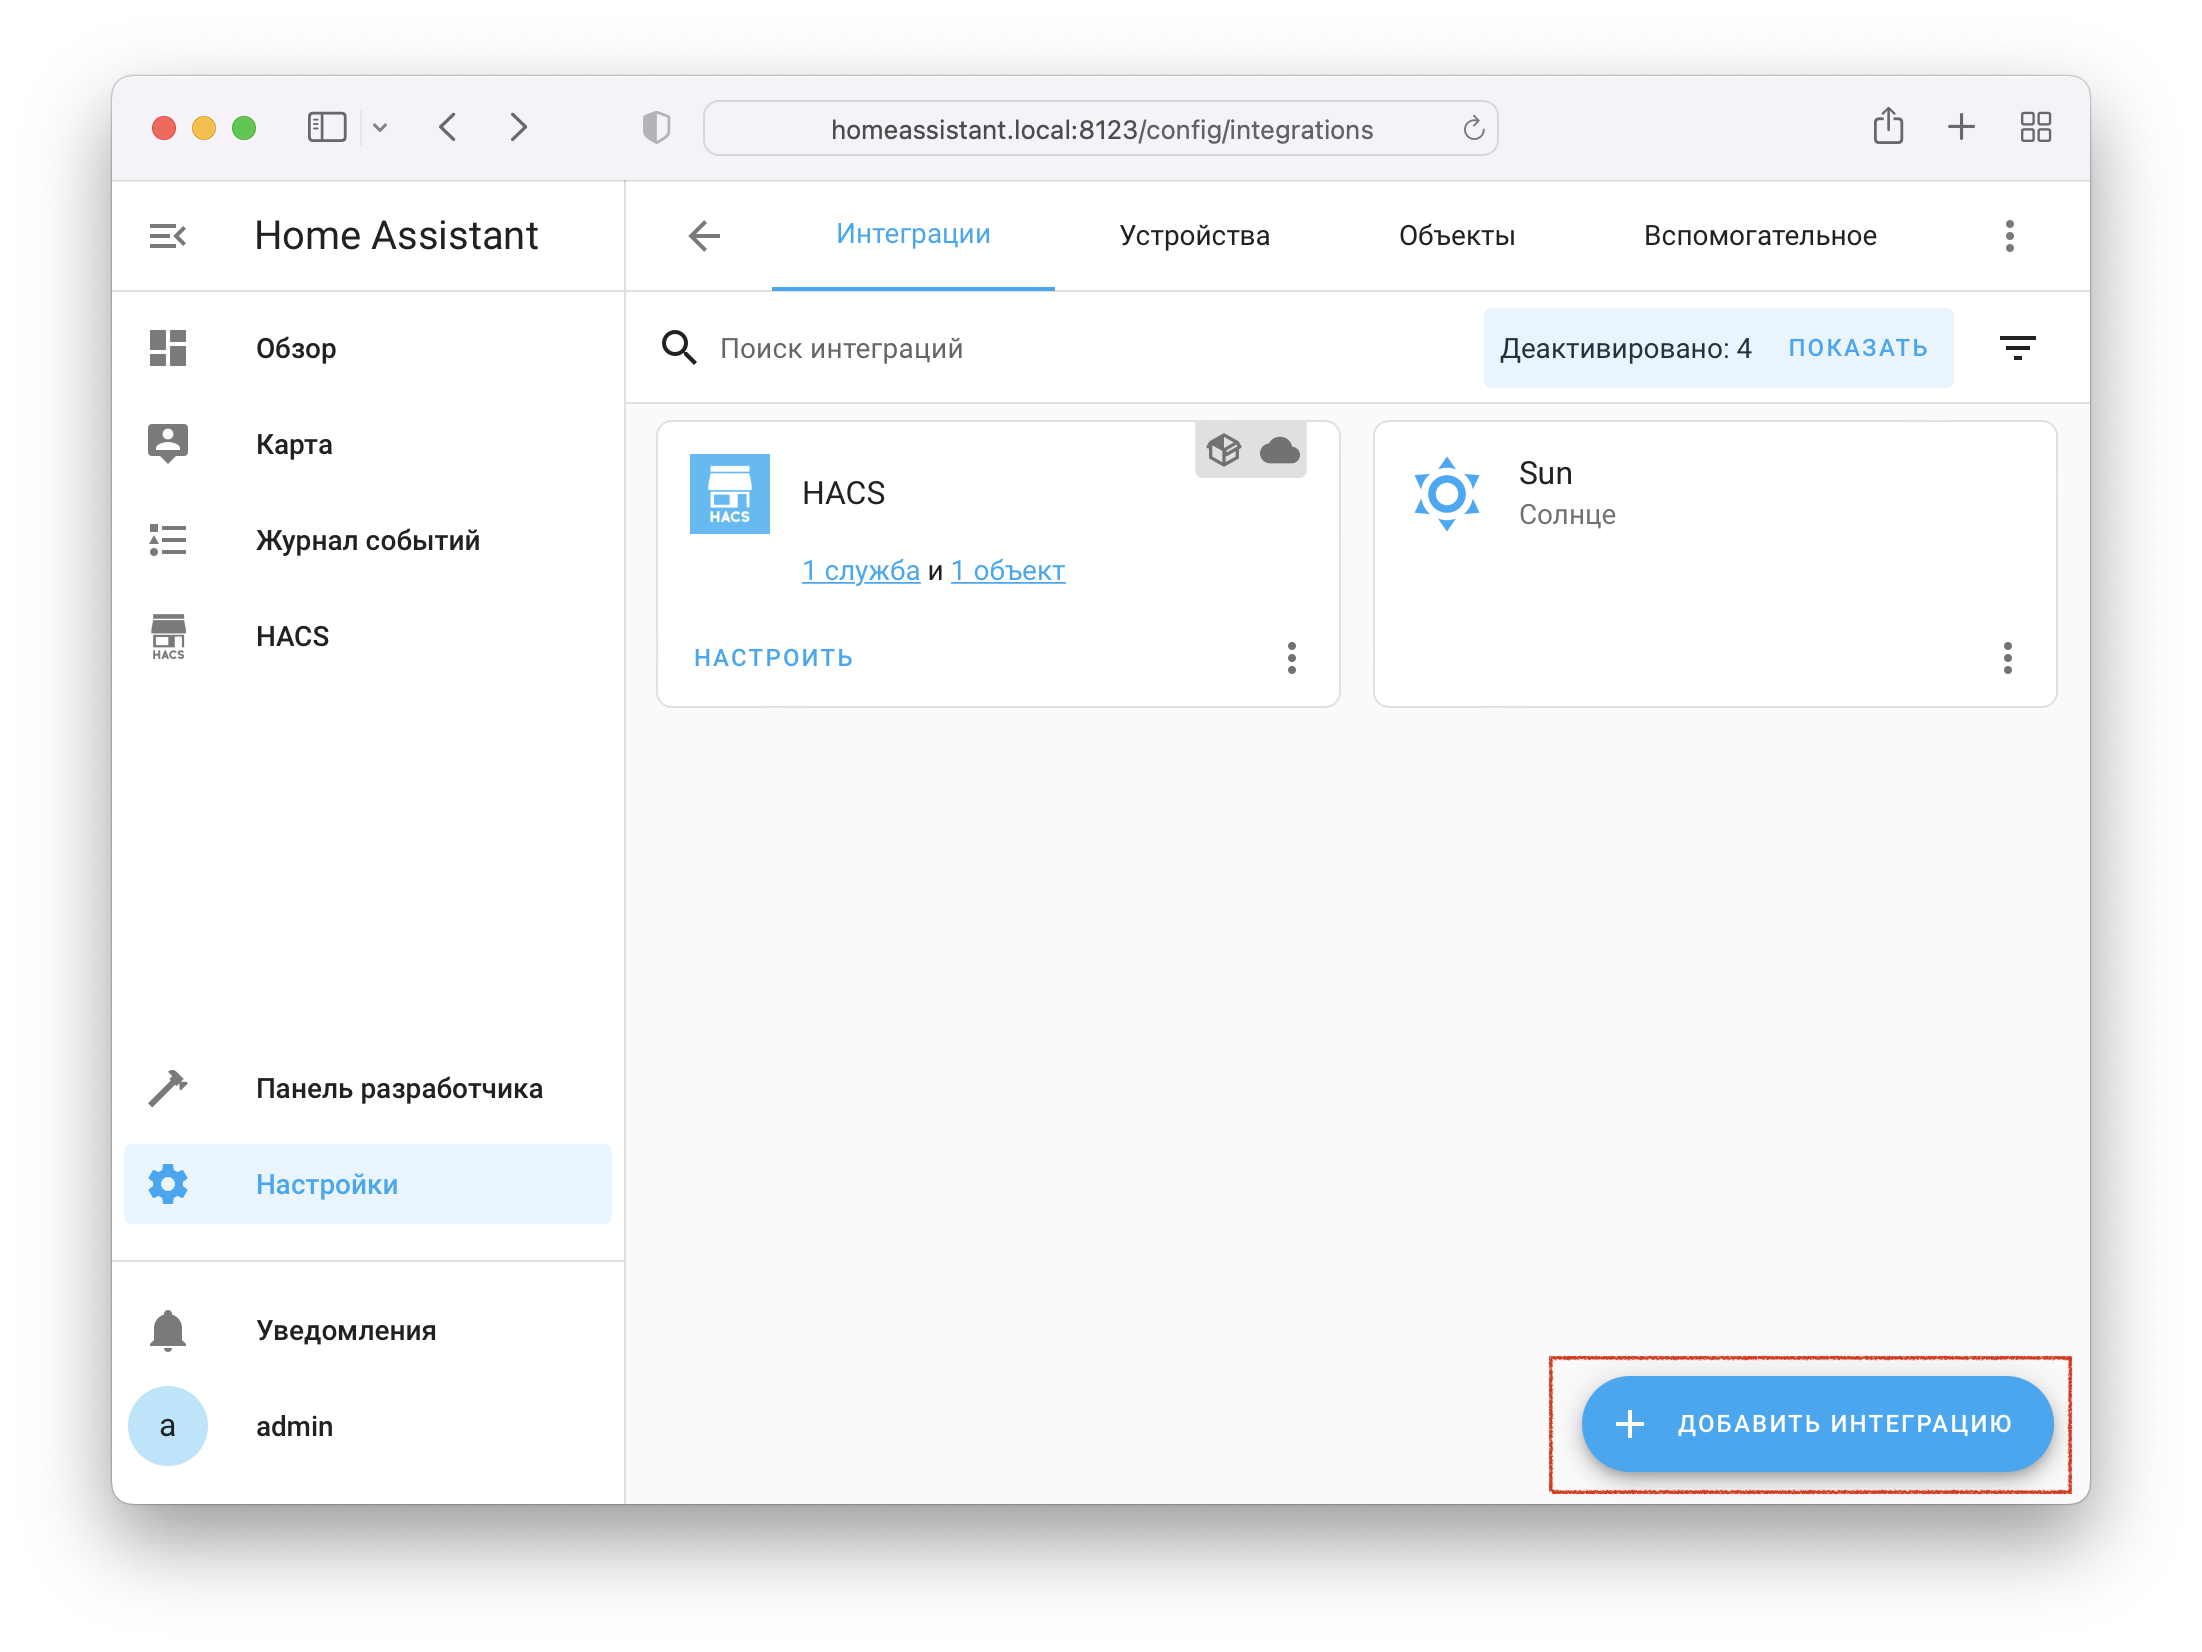 homeassistant.local:8123/config/integrations
Home Assistant
Интеграции
Устройства
Объекты
Вспомогательное
Обзор
Карта
Журнал событий
HACS
HACS
Панель разработчика
Настройки
Уведомления
a
admin
Поиск интеграций
Деактивировано: 4
ПОКАЗАТЬ
HACS
HACS
1 служба и 1 объект
НАСТРОИТЬ
Sun
Солнце
ДОБАВИТЬ ИНТЕГРАЦИЮ